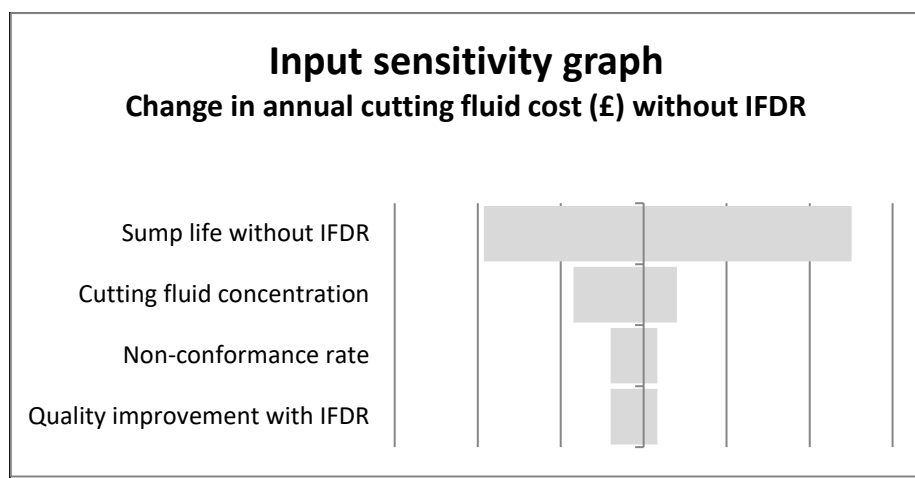 Input sensitivity graph
Change in annual cutting fluid cost (£) without IFDR
Sump life without IFDR
Cutting fluid concentration
Non-conformance rate
Quality improvement with IFDR